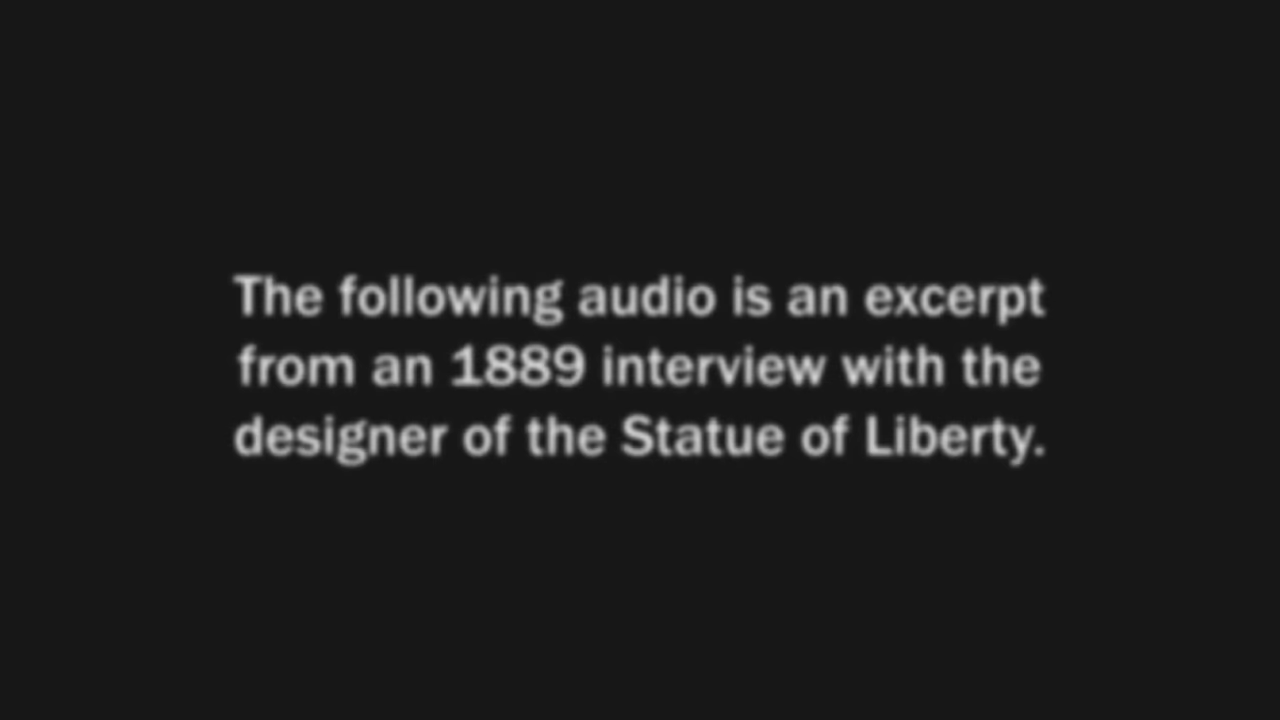 The following audio is an excerpt
from an 1889 interview with the
designer of the Statue of Liberty.